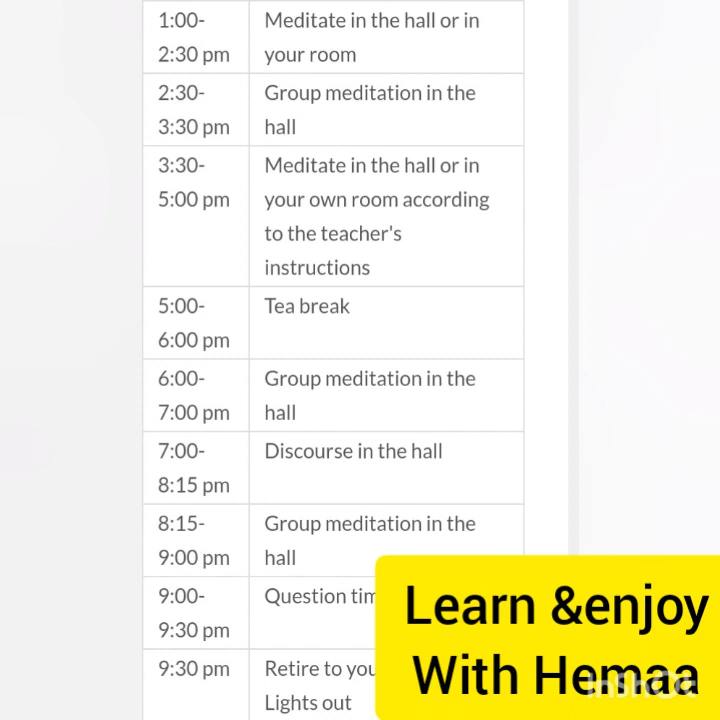 1:00-
2:30 pm
Meditate in the hall or in
your room
2:30-
3:30 pm
Group meditation in the
hall
3:30-
5:00 pm
Meditate in the hall or in
your own room according
to the teacher's
instructions
5:00-
6:00 pm
Tea break
6:00-
7:00 pm
Group meditation in the
hall
7:00-
8:15 pm
Discourse in the hall
8:15-
9:00 pm
Group meditation in the
hall
9:00-
9:30 pm
Question
9:30 pm
Retire to
Lights out
Learn &enjoy
With Hemaa
InShOt